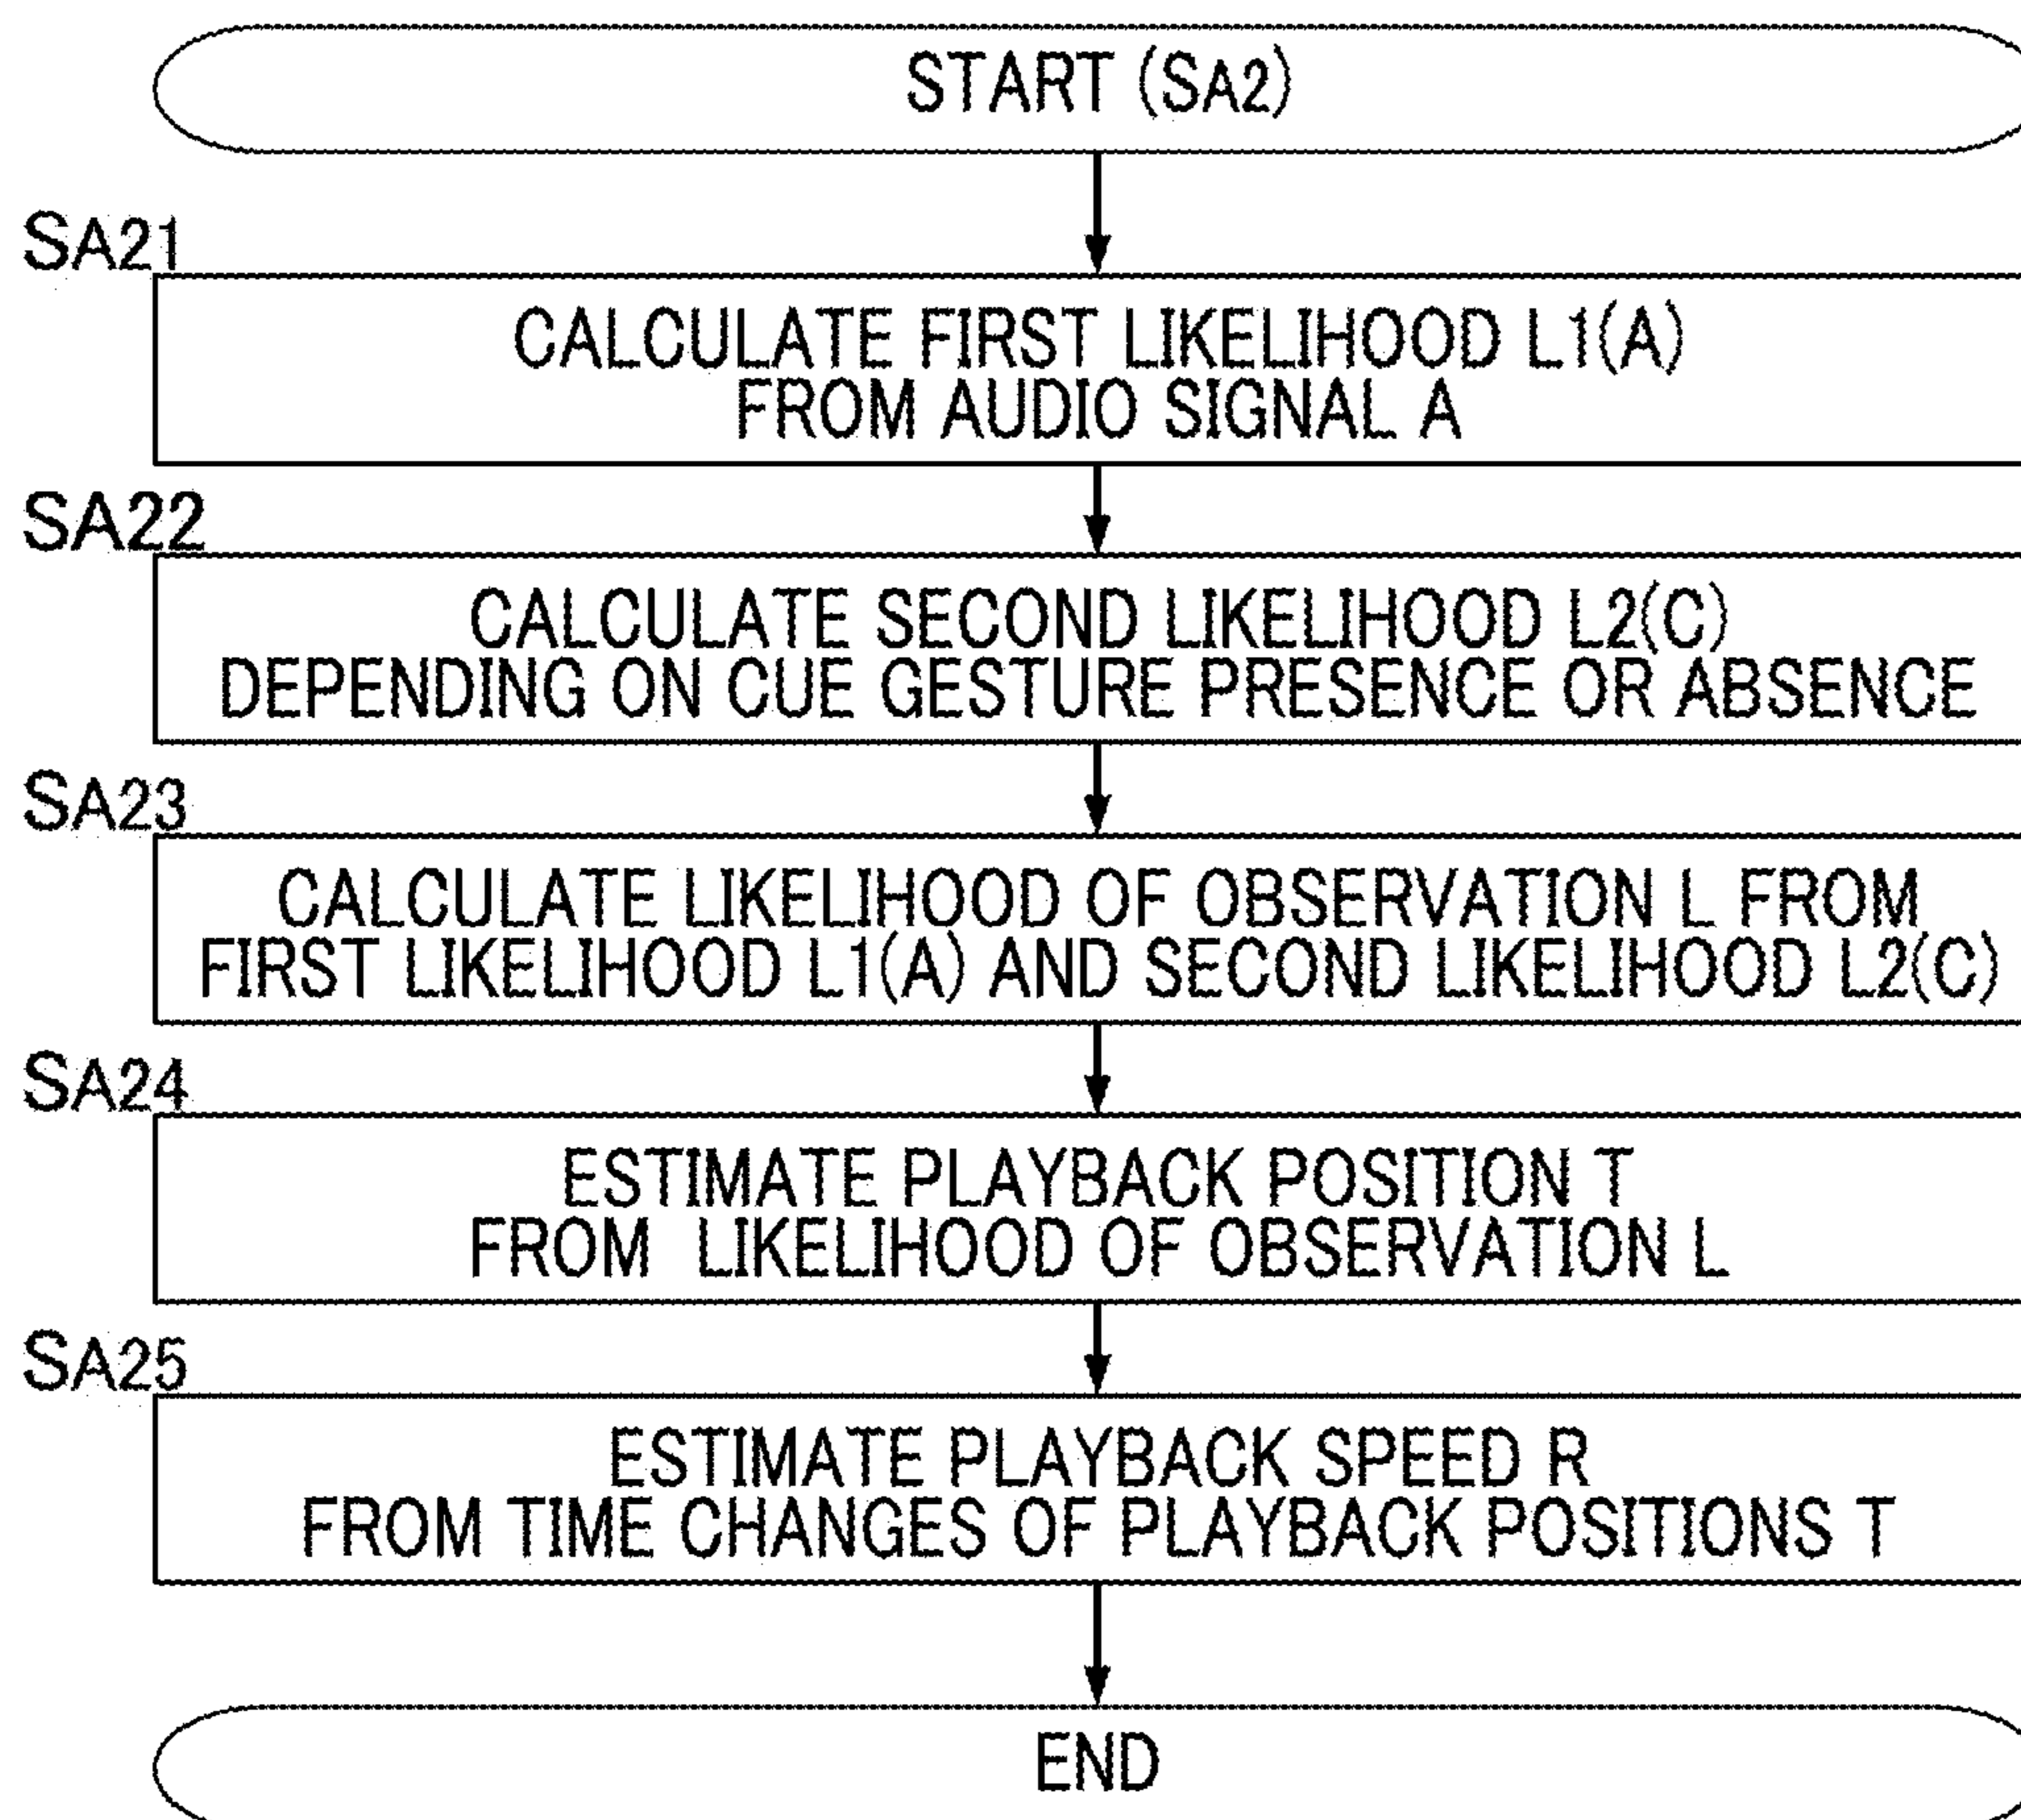 START (SA2)
SA21
CALCULATE FIRST LIKELIHOOD L1(A)
FROM AUDIO SIGNAL A
SA22
CALCULATE SECOND LIKELIHOOD L2(C)
DEPENDING ON CUE GESTURE PRESENCE OR ABSENCE
SA23
CALCULATE LIKELIHOOD OF OBSERVATION L FROM
FIRST LIKELIHOOD L1(A) AND SECOND LIKELIHOOD L2(C)
SA24
ESTIMATE PLAYBACK POSITION T
FROM LIKELIHOOD OF OBSERVATION L
SA25
ESTIMATE PLAYBACK SPEED R
FROM TIME CHANGES OF PLAYBACK POSITIONS T
END